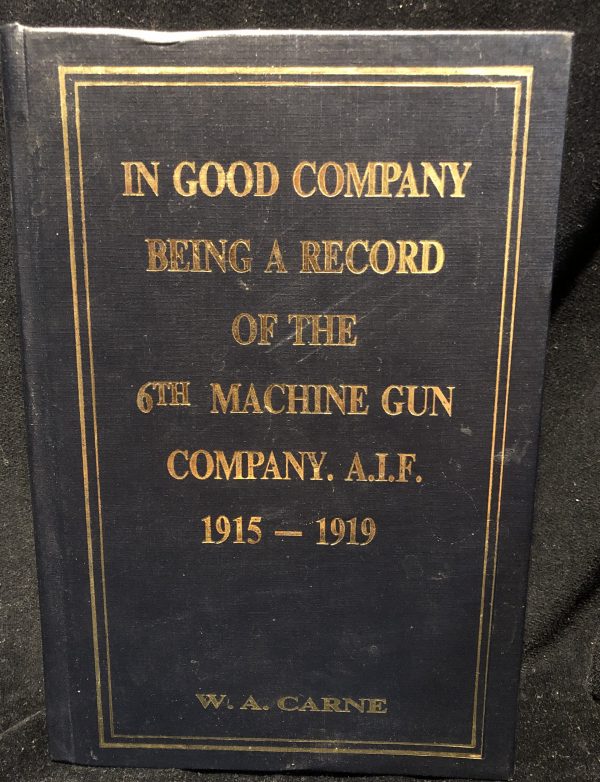 IN GOOD COMPANY
BEING A RECORD
OF THE
6TH MACHINE GUN
COMPANY. A.I.F.
1915 — 1919
W. A. CARNE